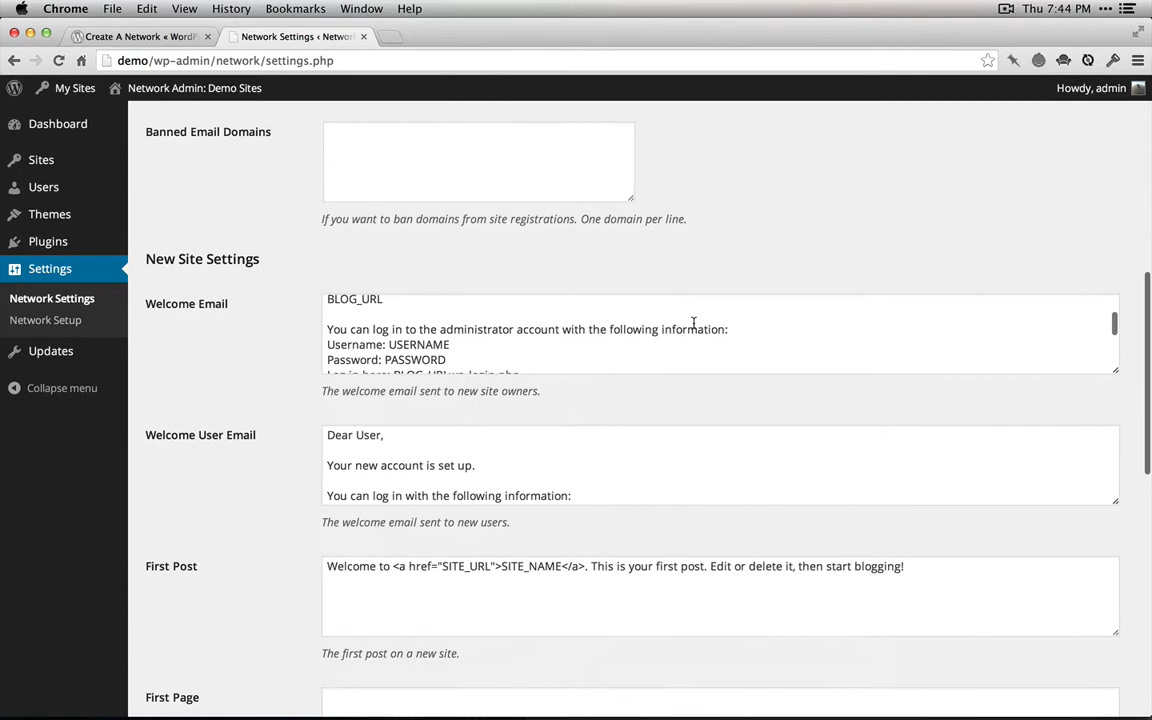 Chrome File Edit View History Bookmarks Window Help Thu 7:44 PM
Create A Network « WordP Network Settings ‹ Networ
demo/wp-admin/network/settings.php
My Sites Network Admin: Demo Sites Howdy, admin
Dashboard
Sites
Users
Themes
Plugins
Settings
Network Settings
Network Setup
Updates
Collapse menu
Banned Email Domains
If you want to ban domains from site registrations. One domain per line.
New Site Settings
Welcome Email
BLOG_URL
You can log in to the administrator account with the following information:
Username: USERNAME
Password: PASSWORD
Log in here: BLOG_URLwp-login.php
The welcome email sent to new site owners.
Welcome User Email
Dear User,
Your new account is set up.
You can log in with the following information:
The welcome email sent to new users.
First Post
Welcome to <a href="SITE_URL">SITE_NAME</a>. This is your first post. Edit or delete it, then start blogging!
The first post on a new site.
First Page